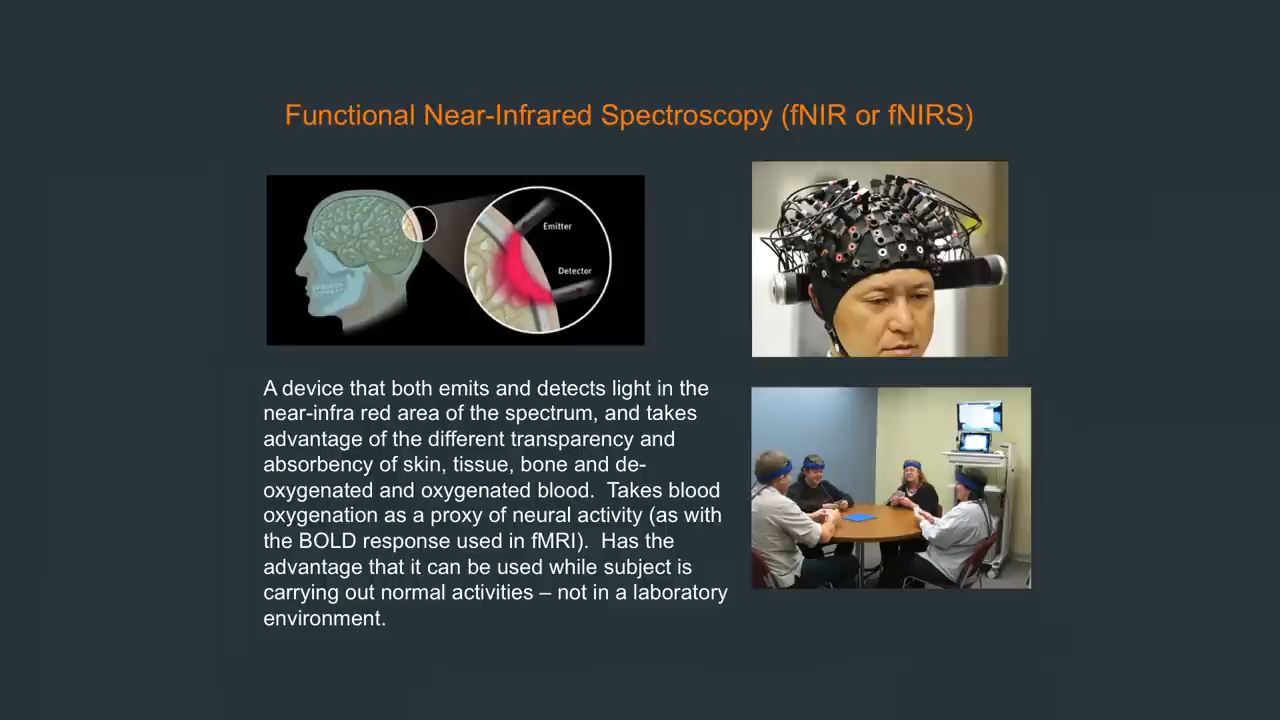 Functional Near-Infrared Spectroscopy (fNIR or fNIRS)
Emitter
Detector
A device that both emits and detects light in the
near-infra red area of the spectrum, and takes
advantage of the different transparency and
absorbency of skin, tissue, bone and de-
oxygenated and oxygenated blood.  Takes blood
oxygenation as a proxy of neural activity (as with
the BOLD response used in fMRI).  Has the
advantage that it can be used while subject is
carrying out normal activities – not in a laboratory
environment.